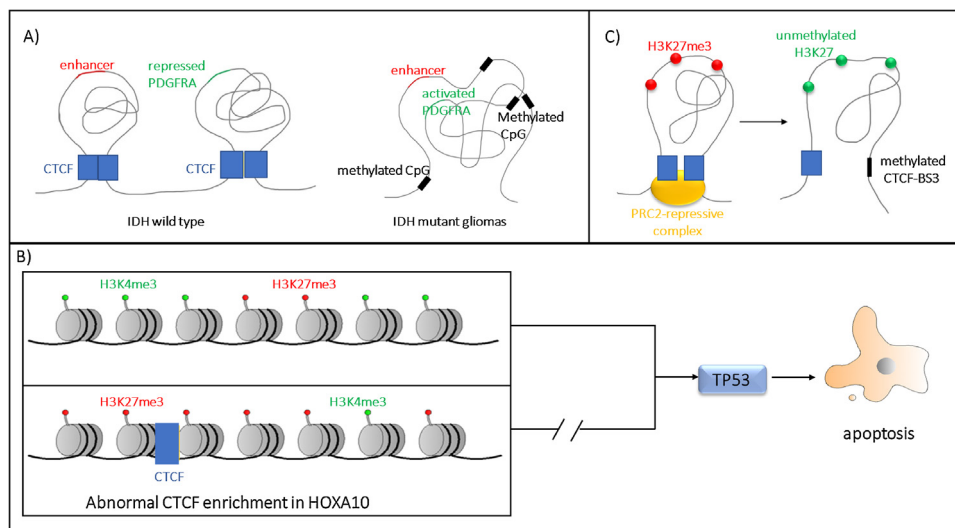 A)
enhancer
repressed
PDGFRA
CTCF
CTCF
IDH wild type
enhancer
activated
PDGFRA
Methylated
CpG
methylated CpG
IDH mutant gliomas
C)
H3K27me3
unmethylated
H3K27
methylated
CTCF-BS3
PRC2-repressive
complex
B)
H3K4me3
H3K27me3
H3K27me3
H3K4me3
CTCF
Abnormal CTCF enrichment in HOXA10
TP53
apoptosis